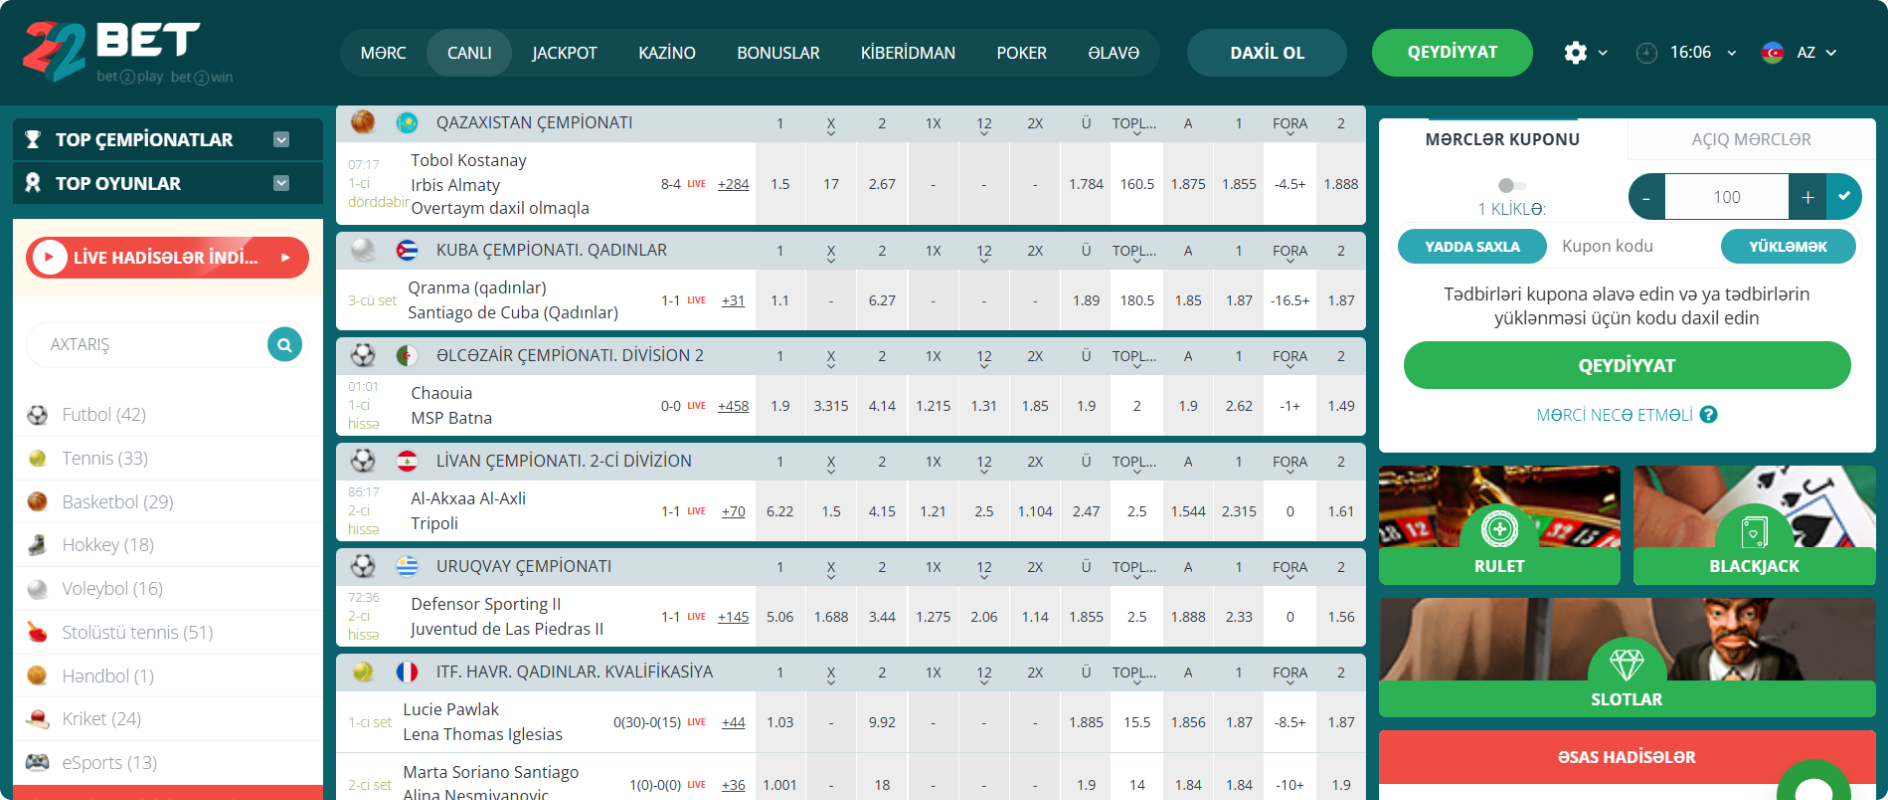 22 BET
bet 2 play bet 2 win
MƏRC CANLI JACKPOT KAZİNO BONUSLAR KİBERİDMAN POKER ƏLAVƏ DAXİL OL QEYDİYYAT 16:06 AZ
TOP ÇEMPİONATLAR
TOP OYUNLAR
LİVE HADİSƏLƏR İNDİ...
AXTARIŞ
Futbol (42)
Tennis (33)
Basketbol (29)
Hokkey (18)
Voleybol (16)
Stolüstü tennis (51)
Həndbol (1)
Kriket (24)
eSports (13)
QAZAXISTAN ÇEMPİONATI 1 X 2 1X 12 2X Ü TOPL... A 1 FORA 2
07:17
1-ci
dörddəbir
Tobol Kostanay
Irbis Almaty
Overtaym daxil olmaqla
8-4 LIVE +284 1.5 17 2.67 - - - 1.784 160.5 1.875 1.855 -4.5+ 1.888
KUBA ÇEMPİONATI. QADINLAR 1 X 2 1X 12 2X Ü TOPL... A 1 FORA 2
3-cü set
Qranma (qadınlar)
Santiago de Cuba (Qadınlar)
1-1 LIVE +31 1.1 - 6.27 - - - 1.89 180.5 1.85 1.87 -16.5+ 1.87
ƏLCƏZAİR ÇEMPİONATI. DİVİSİON 2 1 X 2 1X 12 2X Ü TOPL... A 1 FORA 2
01:01
1-ci
hissə
Chaouia
MSP Batna
0-0 LIVE +458 1.9 3.315 4.14 1.215 1.31 1.85 1.9 2 1.9 2.62 -1+ 1.49
LİVAN ÇEMPİONATI. 2-Cİ DİVİZİON 1 X 2 1X 12 2X Ü TOPL... A 1 FORA 2
86:17
2-ci
hissə
Al-Akxaa Al-Axli
Tripoli
1-1 LIVE +70 6.22 1.5 4.15 1.21 2.5 1.104 2.47 2.5 1.544 2.315 0 1.61
URUQVAY ÇEMPİONATI 1 X 2 1X 12 2X Ü TOPL... A 1 FORA 2
72:36
2-ci
hissə
Defensor Sporting II
Juventud de Las Piedras II
1-1 LIVE +145 5.06 1.688 3.44 1.275 2.06 1.14 1.855 2.5 1.888 2.33 0 1.56
ITF. HAVR. QADINLAR. KVALİFİKASİYA 1 X 2 1X 12 2X Ü TOPL... A 1 FORA 2
1-ci set
Lucie Pawlak
Lena Thomas Iglesias
0(30)-0(15) LIVE +44 1.03 - 9.92 - - - 1.885 15.5 1.856 1.87 -8.5+ 1.87
2-ci set
Marta Soriano Santiago
Alina Nesmiyanovic
1(0)-0(0) LIVE +36 1.001 - 18 - - - 1.9 14 1.84 1.84 -10+ 1.9
MƏRCLƏR KUPONU AÇIQ MƏRCLƏR
1 KLİKLƏ: - 100 +
YADDA SAXLA Kupon kodu YÜKLƏMƏK
Tədbirləri kupona əlavə edin və ya tədbirlərin
yüklənməsi üçün kodu daxil edin
QEYDİYYAT
MƏRCİ NECƏ ETMƏLİ ?
RULET
BLACKJACK
SLOTLAR
ƏSAS HADİSƏLƏR